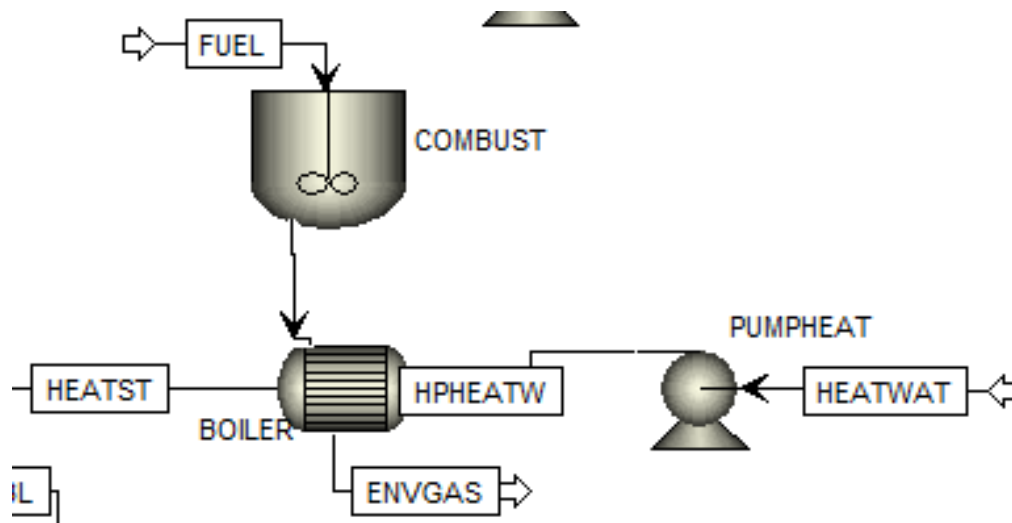 FUEL
COMBUST
PUMPHEAT
HEATST
HPHEATW
HEATWAT
BOILER
ENVGAS